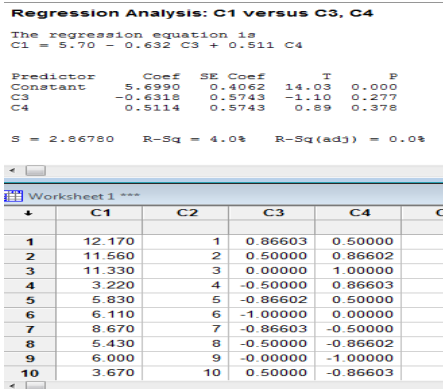 Regression Analysis: C1 versus C3, C4
The regression equation is
C1 = 5.70 - 0.632 C3 + 0.511 C4
Predictor Coef SE Coef T P
Constant 5.6990 0.4062 14.03 0.000
C3 -0.6318 0.5743 -1.10 0.277
C4 0.5114 0.5743 0.89 0.378
S = 2.86780 R-Sq = 4.0% R-Sq(adj) = 0.0%
Worksheet 1 ***
C1 C2 C3 C4 C
1 12.170 1 0.86603 0.50000
2 11.560 2 0.50000 0.86602
3 11.330 3 0.00000 1.00000
4 3.220 4 -0.50000 0.86603
5 5.830 5 -0.86602 0.50000
6 6.110 6 -1.00000 0.00000
7 8.670 7 -0.86603 -0.50000
8 5.430 8 -0.50000 -0.86602
9 6.000 9 -0.00000 -1.00000
10 3.670 10 0.50000 -0.86603